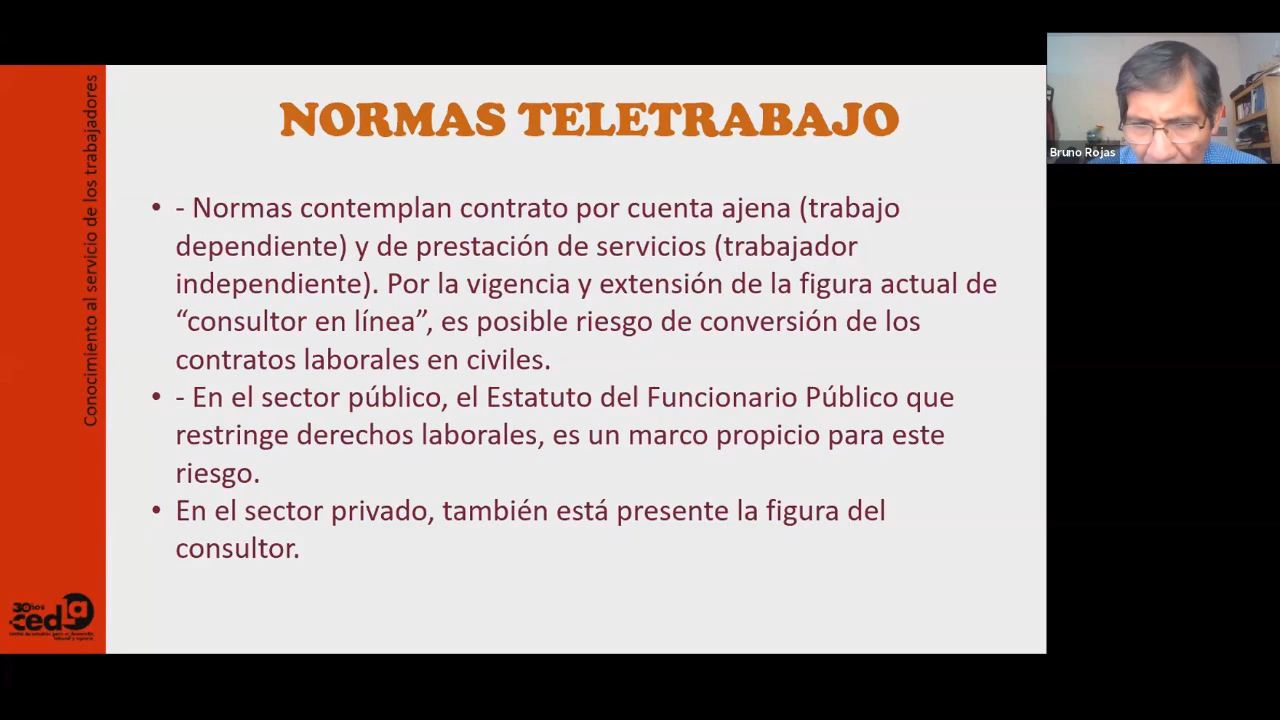 Conocimiento al servicio de los trabajadores
NORMAS TELETRABAJO
• - Normas contemplan contrato por cuenta ajena (trabajo
dependiente) y de prestación de servicios (trabajador
independiente). Por la vigencia y extensión de la figura actual de
“consultor en línea”, es posible riesgo de conversión de los
contratos laborales en civiles.
• - En el sector público, el Estatuto del Funcionario Público que
restringe derechos laborales, es un marco propicio para este
riesgo.
• En el sector privado, también está presente la figura del
consultor.
Bruno Rojas
30años
cedla